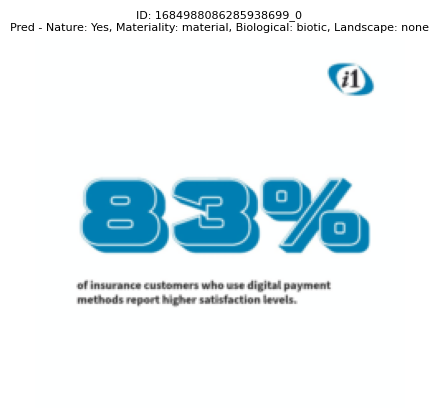 ID: 1684988086285938699_0
Pred - Nature: Yes, Materiality: material, Biological: biotic, Landscape: none
i1
83%
of insurance customers who use digital payment
methods report higher satisfaction levels.